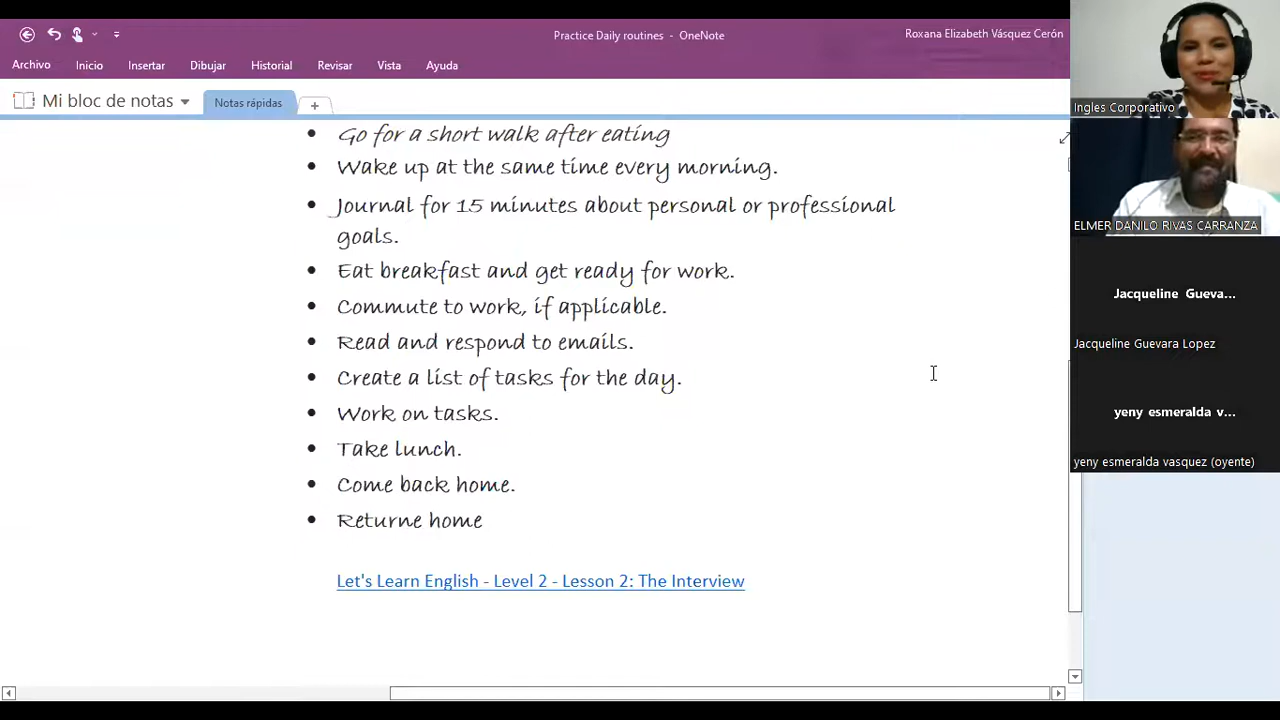 Practice Daily routines - OneNote
Roxana Elizabeth Vásquez Cerón
Archivo Inicio Insertar Dibujar Historial Revisar Vista Ayuda
Mi bloc de notas
Notas rápidas
+
• Go for a short walk after eating
• Wake up at the same time every morning.
• Journal for 15 minutes about personal or professional
goals.
• Eat breakfast and get ready for work.
• Commute to work, if applicable.
• Read and respond to emails.
• Create a list of tasks for the day.
• Work on tasks.
• Take lunch.
• Come back home.
• Returne home
Let's Learn English - Level 2 - Lesson 2: The Interview
Ingles Corporativo
ELMER DANILO RIVAS CARRANZA
Jacqueline Gueva...
Jacqueline Guevara Lopez
yeny esmeralda v...
yeny esmeralda vasquez (oyente)